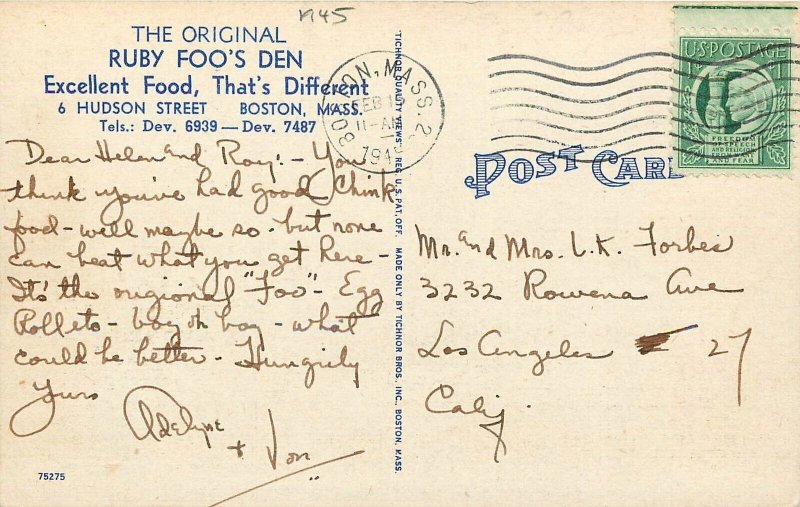 M45
THE ORIGINAL
RUBY FOO'S DEN
Excellent Food, That's Different
6 HUDSON STREET BOSTON, MASS.
Tels.: Dev. 6939 — Dev. 7487
Dear Helen and Roy: - You
think you've had good Chink
food - well maybe so - but none
can beat what you get here -
It's the origional "Foo" - Egg
Rolletts - boy oh boy - what
could be better - Hungrily
Yours
Adelyne
+ Von
75275
"TICHNOR QUALITY VIEWS" REG. U. S. PAT. OFF. MADE ONLY BY TICHNOR BROS., INC., BOSTON, MASS.
BOSTON, MASS. 2
FEB
11-AM
194
U.S. POSTAGE
FREEDOM
OF SPEECH
AND RELIGION
FROM WANT
AND FEAR
POST CARD
Mr. and Mrs. L.K. Forbes
3232 Rowena Ave
Los Angeles 27
Calif.